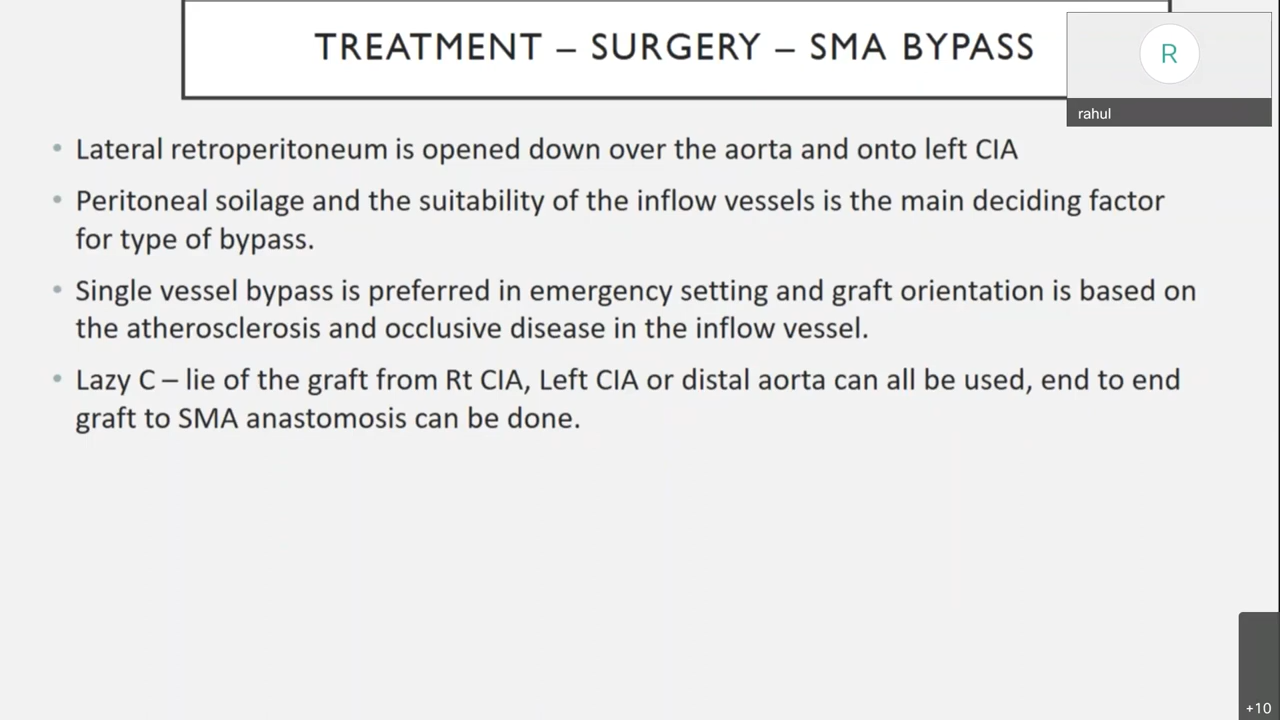 TREATMENT – SURGERY – SMA BYPASS
R
rahul
• Lateral retroperitoneum is opened down over the aorta and onto left CIA
• Peritoneal soilage and the suitability of the inflow vessels is the main deciding factor
for type of bypass.
• Single vessel bypass is preferred in emergency setting and graft orientation is based on
the atherosclerosis and occlusive disease in the inflow vessel.
• Lazy C – lie of the graft from Rt CIA, Left CIA or distal aorta can all be used, end to end
graft to SMA anastomosis can be done.
+10